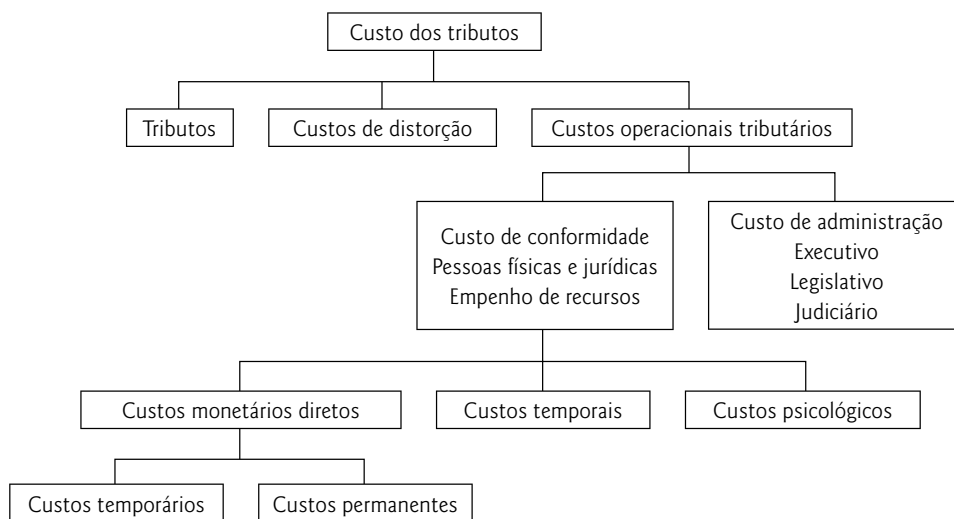 Custo dos tributos
Tributos
Custos de distorção
Custos operacionais tributários
Custo de conformidade
Pessoas físicas e jurídicas
Empenho de recursos
Custo de administração
Executivo
Legislativo
Judiciário
Custos monetários diretos
Custos temporais
Custos psicológicos
Custos temporários
Custos permanentes